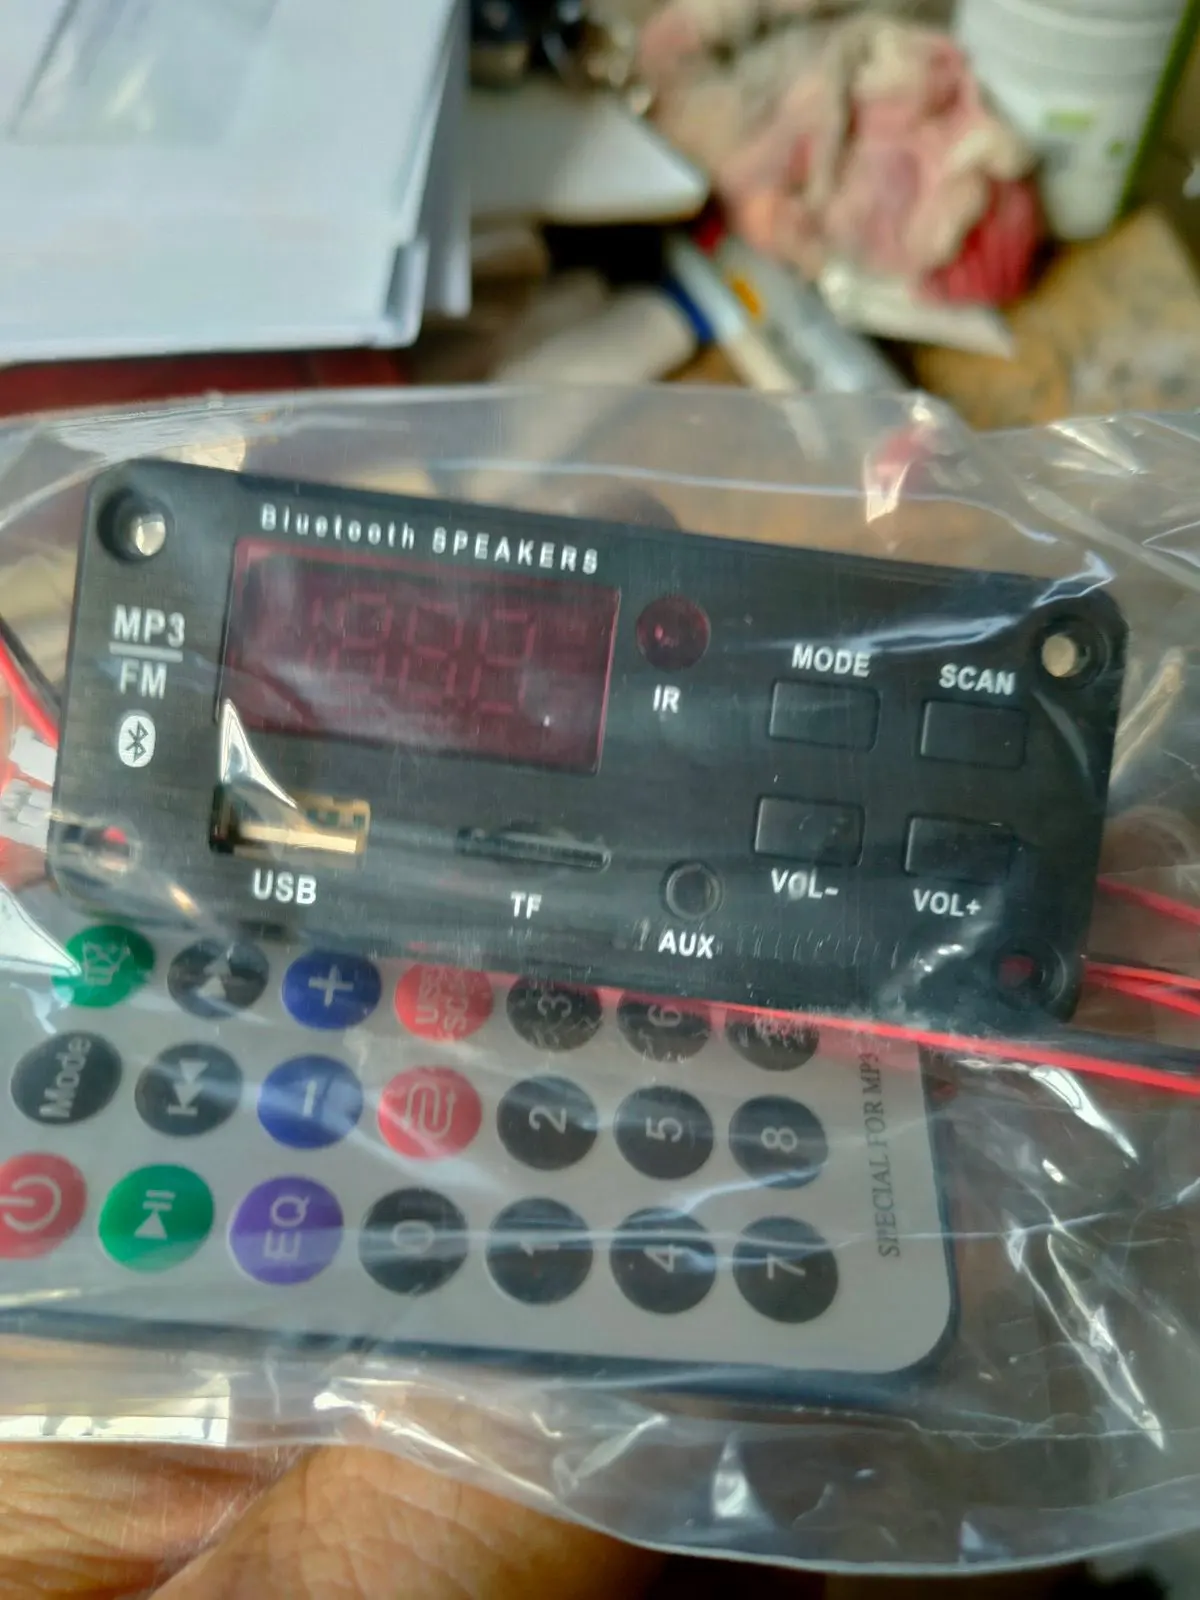 Bluetooth SPEAKERS
MP3
FM
IR
MODE
SCAN
USB
TF
AUX
VOL-
VOL+
+
3
6
Mode
-
2
5
8
EQ
0
1
4
7
SPECIAL FOR MP3